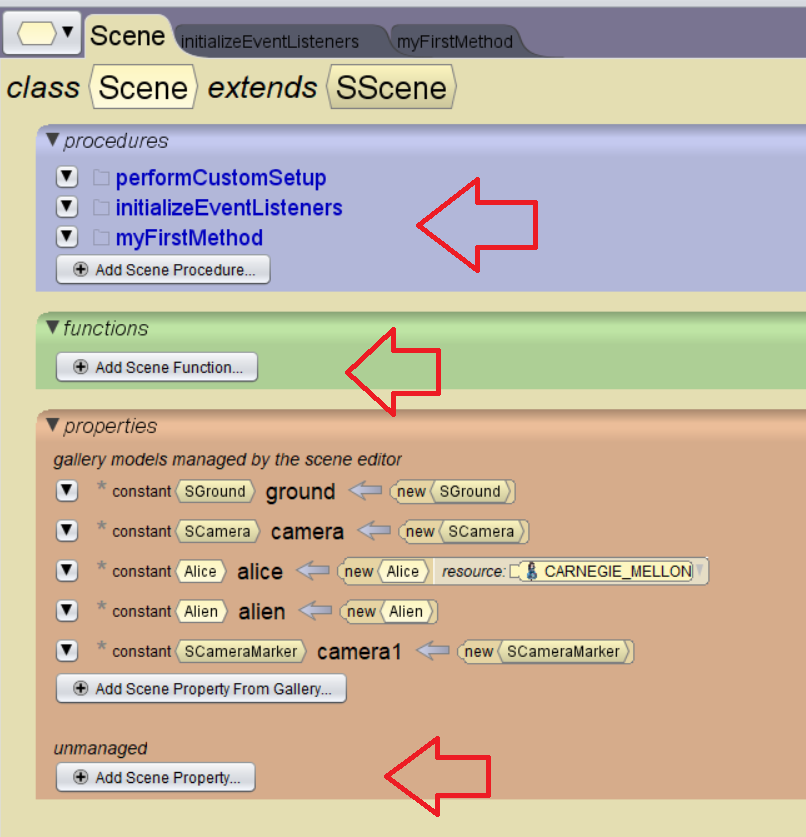 Scene initializeEventListeners myFirstMethod
class Scene extends SScene
procedures
performCustomSetup
initializeEventListeners
myFirstMethod
Add Scene Procedure...
functions
Add Scene Function...
properties
gallery models managed by the scene editor
* constant SGround ground new SGround
* constant SCamera camera new SCamera
* constant Alice alice new Alice resource: CARNEGIE_MELLON
* constant Alien alien new Alien
* constant SCameraMarker camera1 new SCameraMarker
Add Scene Property From Gallery...
unmanaged
Add Scene Property...